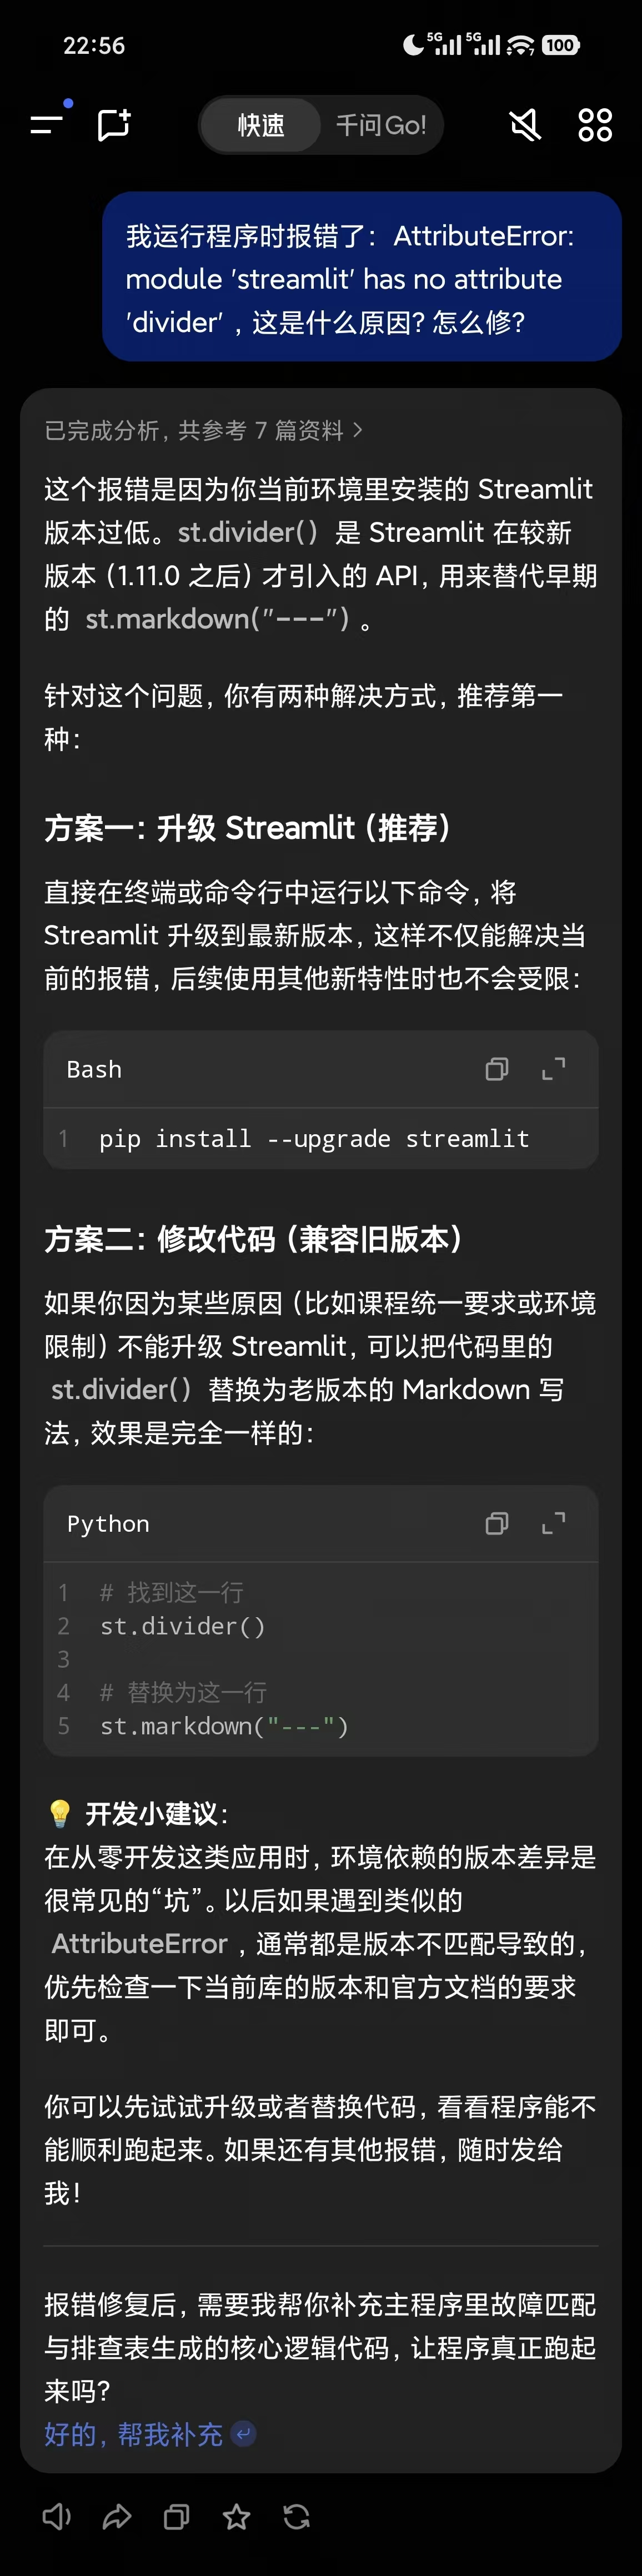 22:56
5G 5G 7 100
快速 千问Go!
我运行程序时报错了：AttributeError:
module 'streamlit' has no attribute
'divider' ，这是什么原因？怎么修？
已完成分析，共参考 7 篇资料 >
这个报错是因为你当前环境里安装的 Streamlit
版本过低。st.divider() 是 Streamlit 在较新
版本（1.11.0 之后）才引入的 API，用来替代早期
的 st.markdown("---") 。
针对这个问题，你有两种解决方式，推荐第一
种：
方案一：升级 Streamlit（推荐）
直接在终端或命令行中运行以下命令，将
Streamlit 升级到最新版本，这样不仅能解决当
前的报错，后续使用其他新特性时也不会受限：
Bash
1 pip install --upgrade streamlit
方案二：修改代码（兼容旧版本）
如果你因为某些原因（比如课程统一要求或环境
限制）不能升级 Streamlit，可以把代码里的
st.divider() 替换为老版本的 Markdown 写
法，效果是完全一样的：
Python
1 # 找到这一行
2 st.divider()
3
4 # 替换为这一行
5 st.markdown("---")
💡 开发小建议：
在从零开发这类应用时，环境依赖的版本差异是
很常见的“坑”。以后如果遇到类似的
AttributeError ，通常都是版本不匹配导致的，
优先检查一下当前库的版本和官方文档的要求
即可。
你可以先试试升级或者替换代码，看看程序能不
能顺利跑起来。如果还有其他报错，随时发给
我！
报错修复后，需要我帮你补充主程序里故障匹配
与排查表生成的核心逻辑代码，让程序真正跑起
来吗？
好的，帮我补充